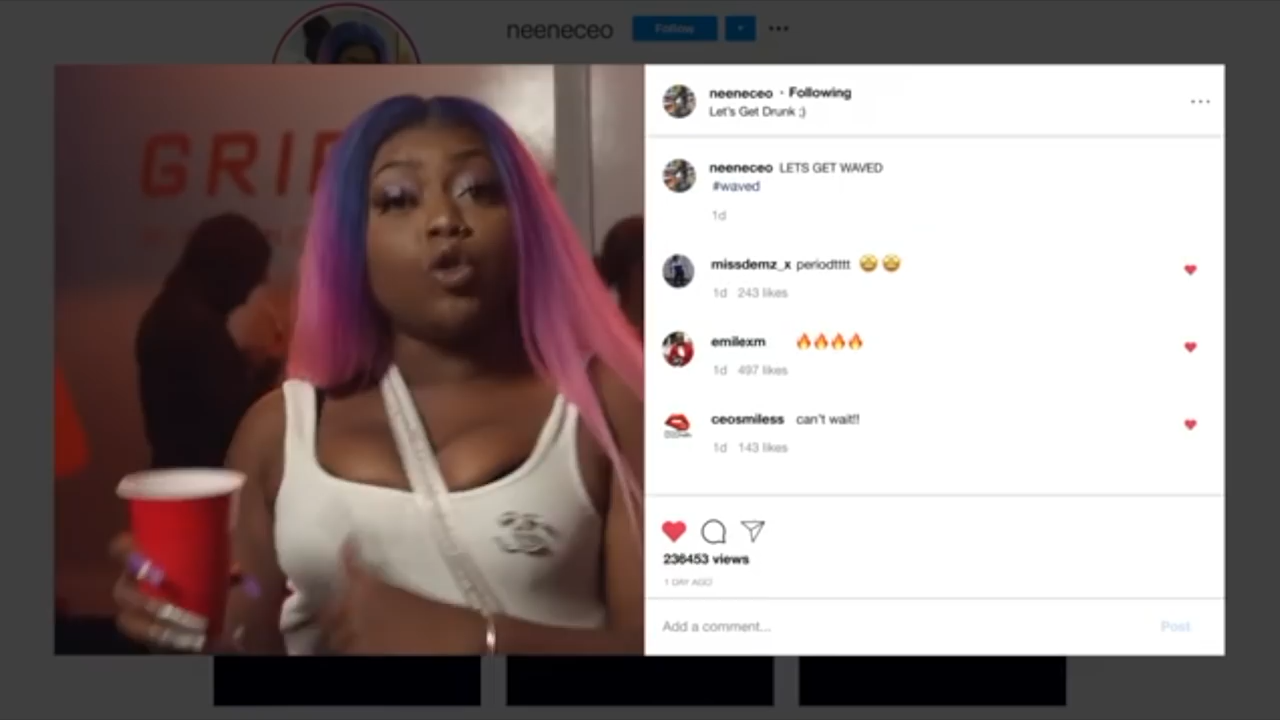 neeneceo Follow
GRI
neeneceo · Following
Let's Get Drunk ;)
neeneceo LETS GET WAVED
#waved
1d
missdemz_x periodtttt 🤩🤩
1d 243 likes
emilexm 🔥🔥🔥🔥
1d 497 likes
ceosmiless can't wait!!
1d 143 likes
236453 views
1 DAY AGO
Add a comment... Post